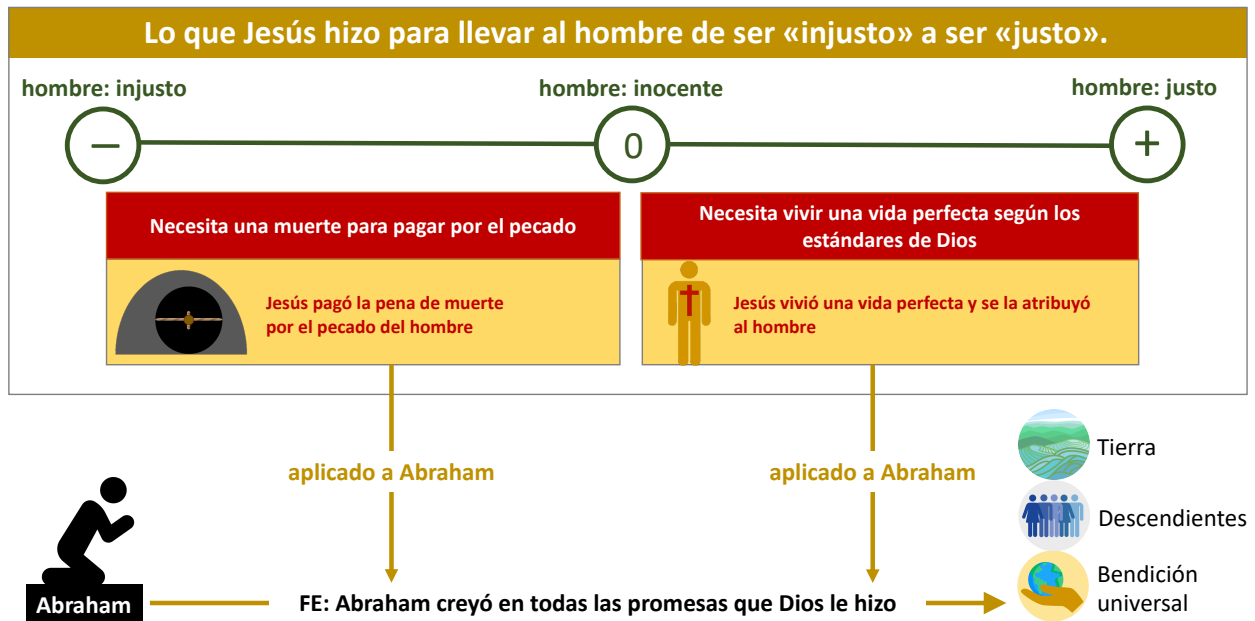 Lo que Jesús hizo para llevar al hombre de ser «injusto» a ser «justo».
hombre: injusto
hombre: inocente
hombre: justo
–
0
+
Necesita una muerte para pagar por el pecado
Necesita vivir una vida perfecta según los
estándares de Dios
Jesús pagó la pena de muerte
por el pecado del hombre
Jesús vivió una vida perfecta y se la atribuyó
al hombre
aplicado a Abraham
aplicado a Abraham
Tierra
Descendientes
Bendición
universal
Abraham
FE: Abraham creyó en todas las promesas que Dios le hizo